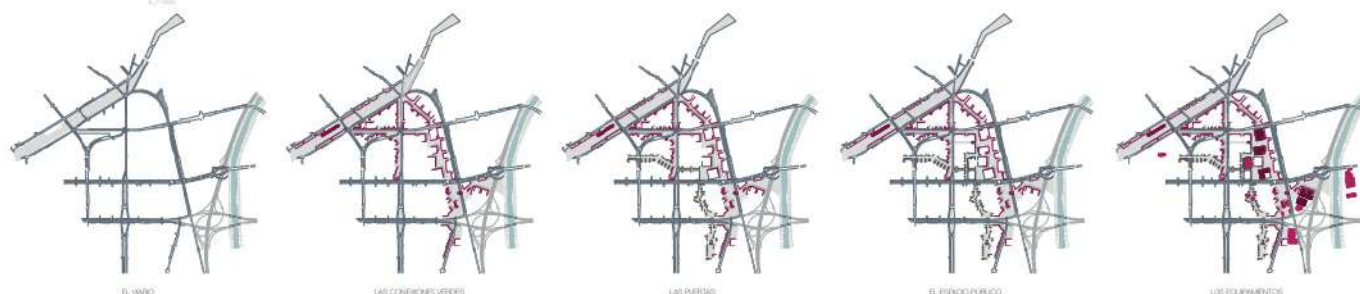 EL VIARIO
LAS CONEXIONES VERDES
LAS PUERTAS
EL ESPACIO PÚBLICO
LOS EQUIPAMIENTOS